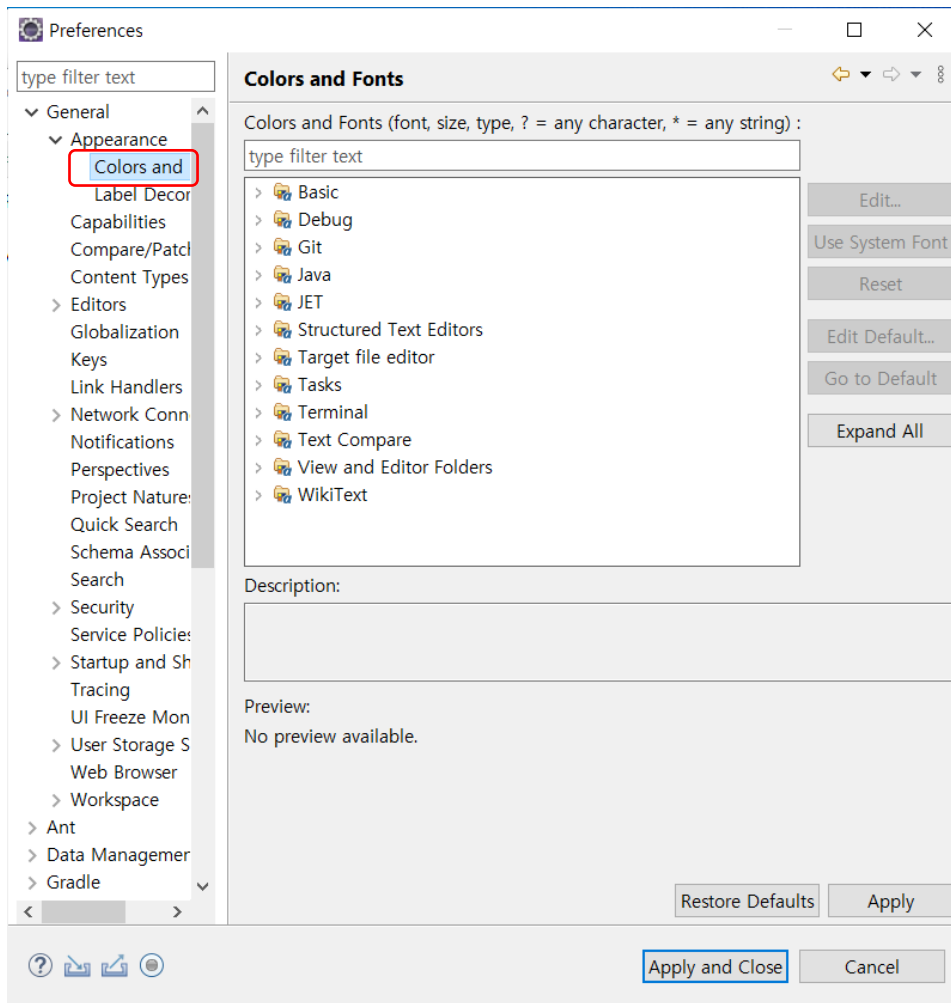 Preferences
type filter text
General
Appearance
Colors and
Label Decor
Capabilities
Compare/Patch
Content Types
Editors
Globalization
Keys
Link Handlers
Network Conn
Notifications
Perspectives
Project Natures
Quick Search
Schema Associ
Search
Security
Service Policies
Startup and Sh
Tracing
UI Freeze Mon
User Storage S
Web Browser
Workspace
Ant
Data Managemer
Gradle
Colors and Fonts
Colors and Fonts (font, size, type, ? = any character, * = any string) :
type filter text
Basic
Debug
Git
Java
JET
Structured Text Editors
Target file editor
Tasks
Terminal
Text Compare
View and Editor Folders
WikiText
Edit...
Use System Font
Reset
Edit Default...
Go to Default
Expand All
Description:
Preview:
No preview available.
Restore Defaults
Apply
Apply and Close
Cancel